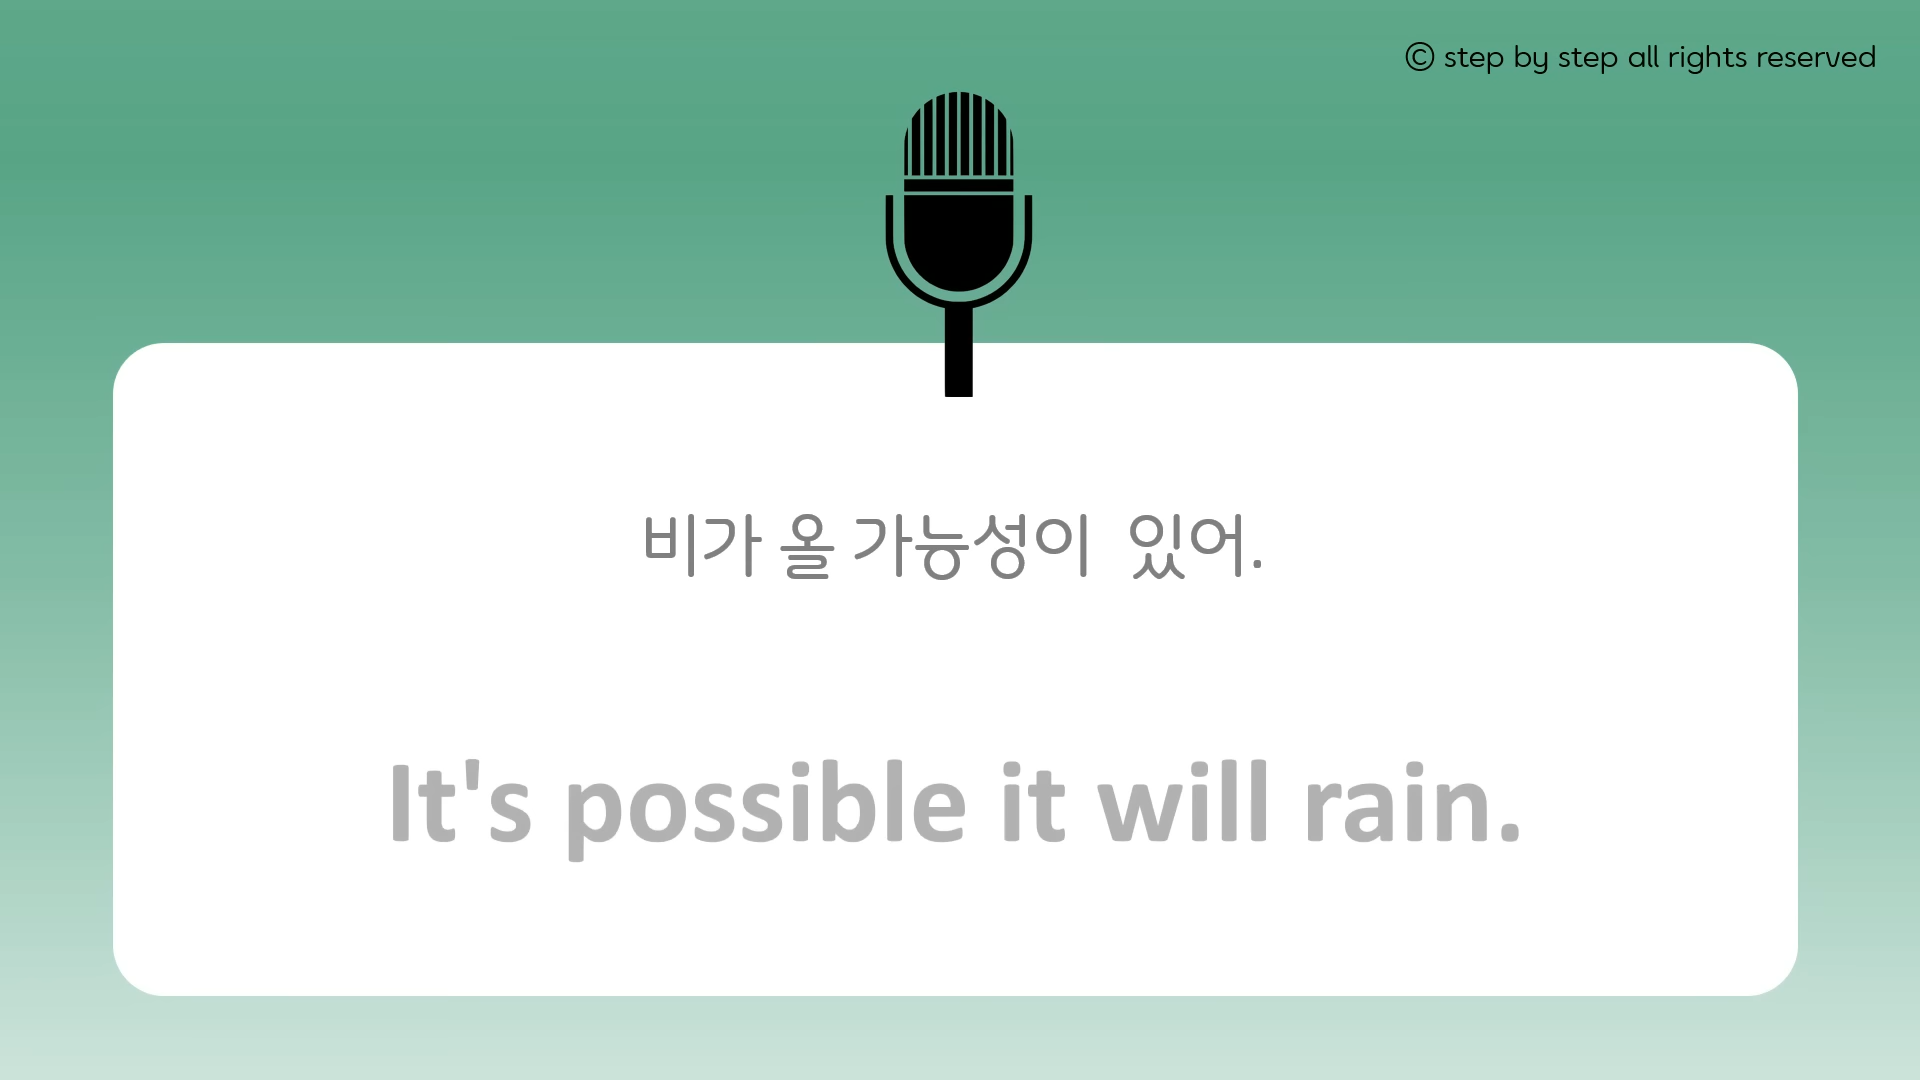 © step by step all rights reserved
비가 올 가능성이  있어.
It's possible it will rain.